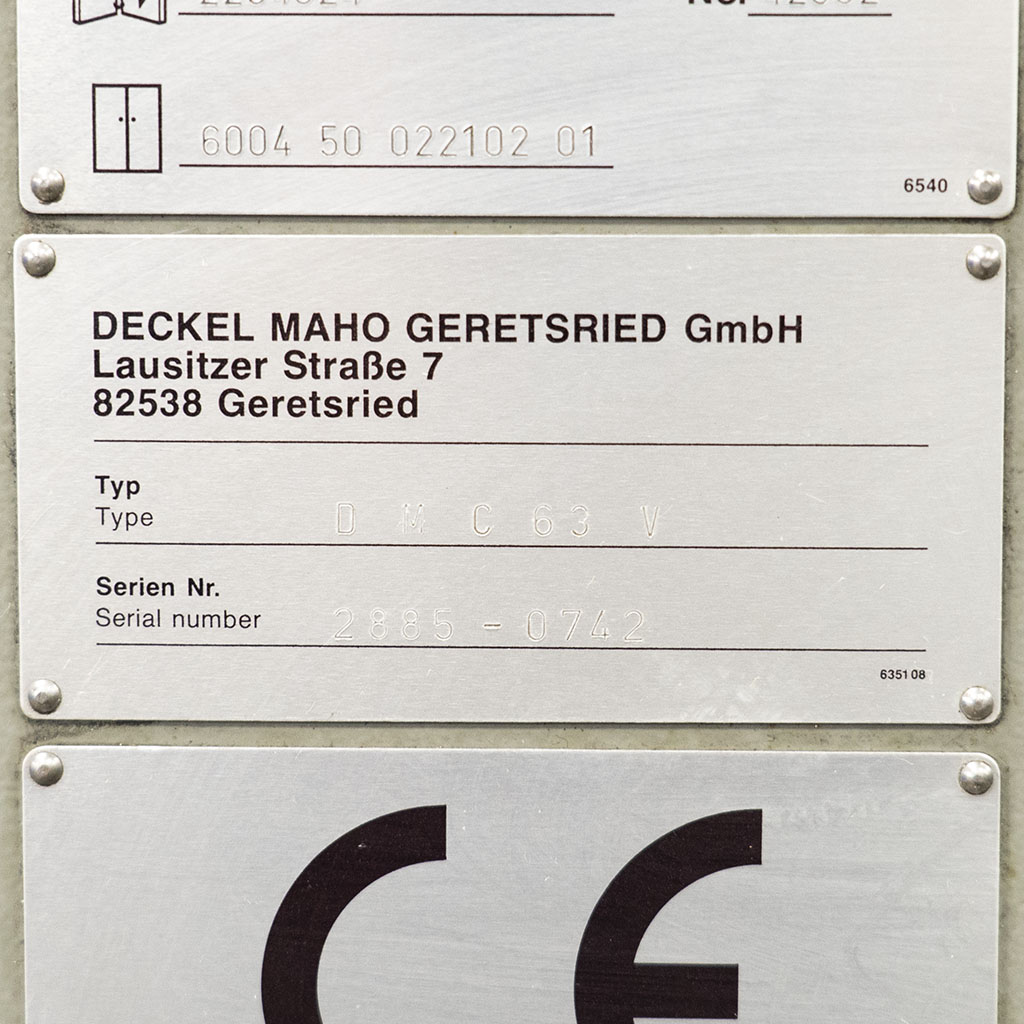 6004 50 022102 01
6540
DECKEL MAHO GERETSRIED GmbH
Lausitzer Straße 7
82538 Geretsried
Typ
Type D M C 63 V
Serien Nr.
Serial number 2885 - 0742
635108
CE